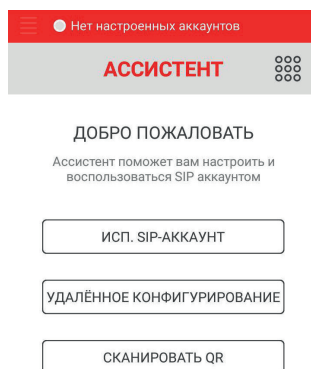 Нет настроенных аккаунтов
АССИСТЕНТ
ДОБРО ПОЖАЛОВАТЬ
Ассистент поможет вам настроить и
воспользоваться SIP аккаунтом
ИСП. SIP-АККАУНТ
УДАЛЁННОЕ КОНФИГУРИРОВАНИЕ
СКАНИРОВАТЬ QR